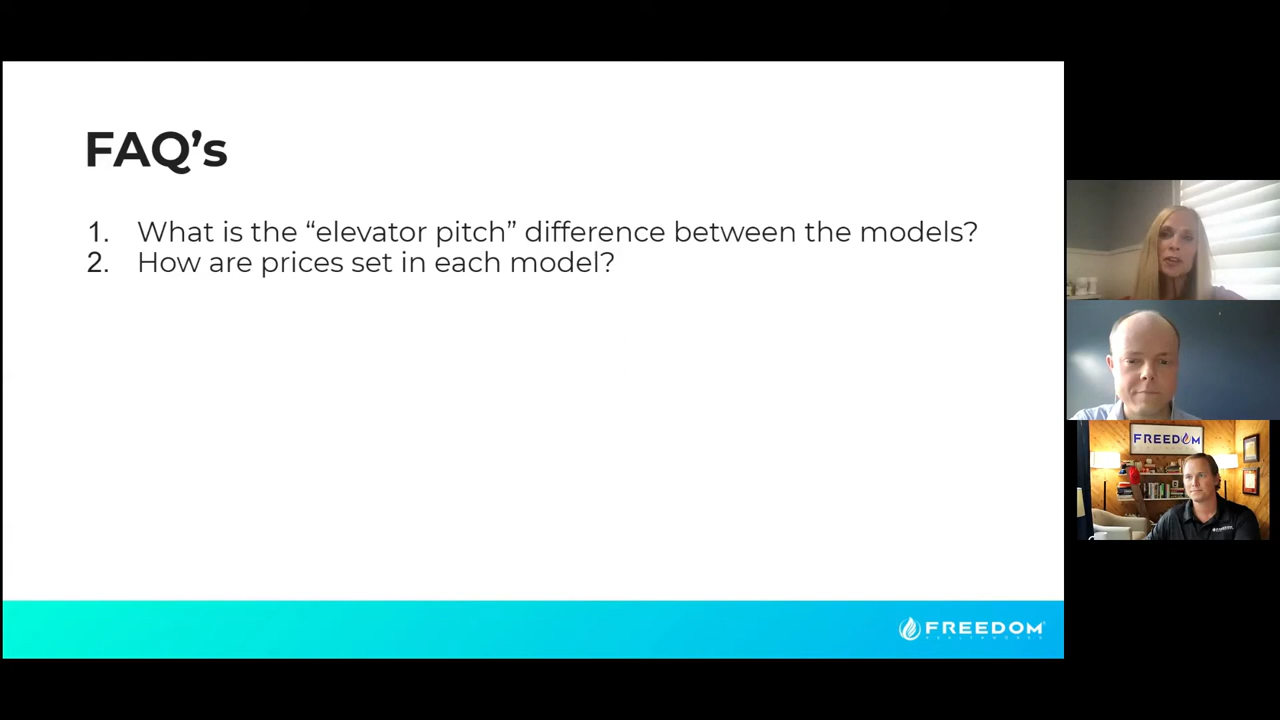 FAQ’s
1. What is the “elevator pitch” difference between the models?
2. How are prices set in each model?
FREEDOM
HEALTHWORKS
FREEDOM